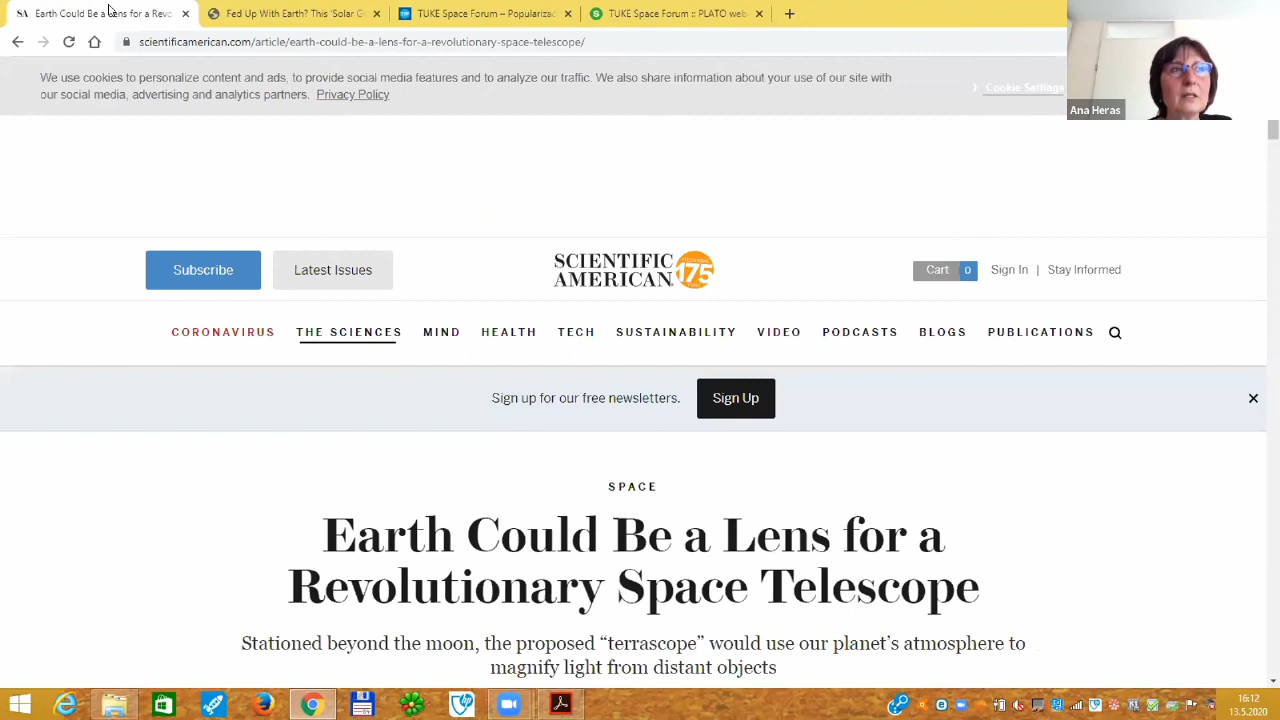 SA Earth Could Be a Lens for a Revo
Fed Up With Earth? This 'Solar G
TUKE Space Forum – Popularizac
TUKE Space Forum :: PLATO web
scientificamerican.com/article/earth-could-be-a-lens-for-a-revolutionary-space-telescope/
We use cookies to personalize content and ads, to provide social media features and to analyze our traffic. We also share information about your use of our site with
our social media, advertising and analytics partners. Privacy Policy
Cookie Settings
Ana Heras
Subscribe
Latest Issues
SCIENTIFIC
AMERICAN
175
Cart 0
Sign In | Stay Informed
CORONAVIRUS THE SCIENCES MIND HEALTH TECH SUSTAINABILITY VIDEO PODCASTS BLOGS PUBLICATIONS
Sign up for our free newsletters. Sign Up
SPACE
Earth Could Be a Lens for a
Revolutionary Space Telescope
Stationed beyond the moon, the proposed “terrascope” would use our planet’s atmosphere to
magnify light from distant objects
16:12
13.5.2020